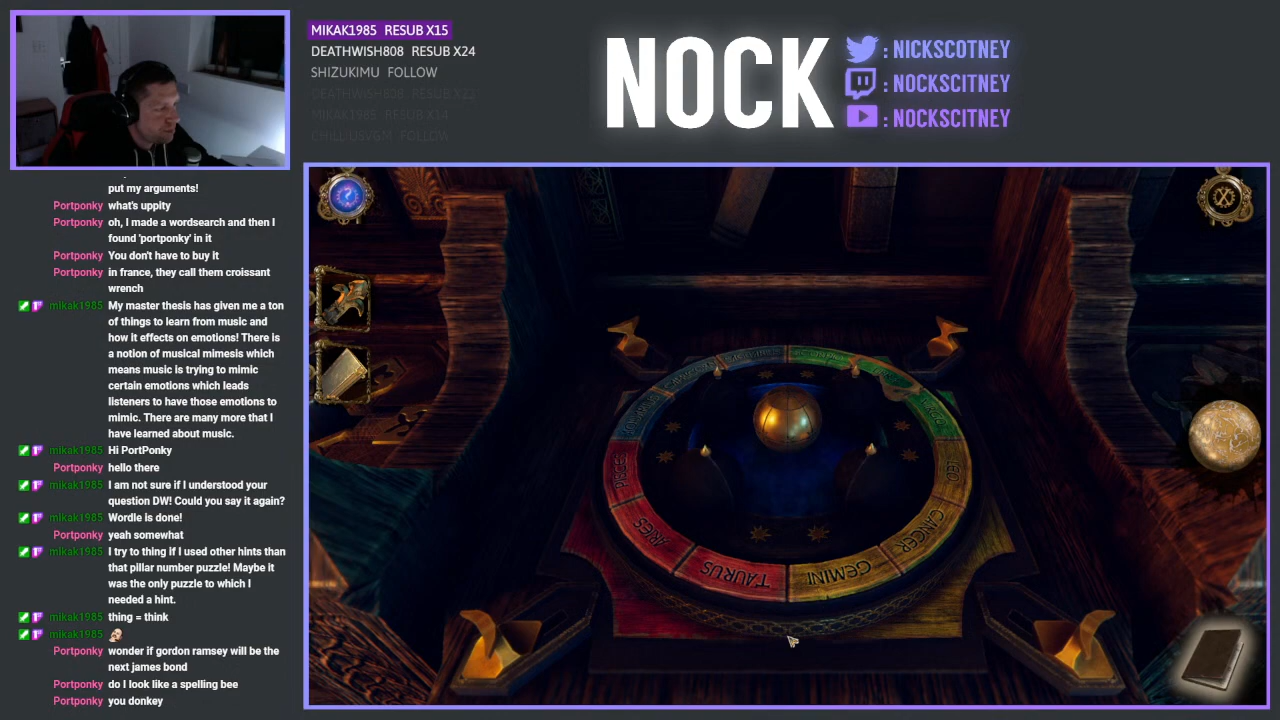 MIKAK1985 RESUB X15
DEATHWISH808 RESUB X24
SHIZUKIMU FOLLOW
DEATHWISH808 RESUB X23
MIKAK1985 RESUB X14
NOCK
: NICKSCOTNEY
: NOCKSCITNEY
: NOCKSCITNEY
put my arguments!
Portponky what's uppity
Portponky oh, I made a wordsearch and then I
found 'portponky' in it
Portponky You don't have to buy it
Portponky in france, they call them croissant
wrench
mikak1985 My master thesis has given me a ton
of things to learn from music and
how it effects on emotions! There is
a notion of musical mimesis which
means music is trying to mimic
certain emotions which leads
listeners to have those emotions to
mimic. There are many more that I
have learned about music.
mikak1985 Hi PortPonky
Portponky hello there
mikak1985 I am not sure if I understood your
question DW! Could you say it again?
mikak1985 Wordle is done!
Portponky yeah somewhat
mikak1985 I try to thing if I used other hints than
that pillar number puzzle! Maybe it
was the only puzzle to which I
needed a hint.
mikak1985 thing = think
mikak1985
Portponky wonder if gordon ramsey will be the
next james bond
Portponky do I look like a spelling bee
Portponky you donkey
VIRGO
LEO
CANCER
GEMINI
TAURUS
ARIES
PISCES